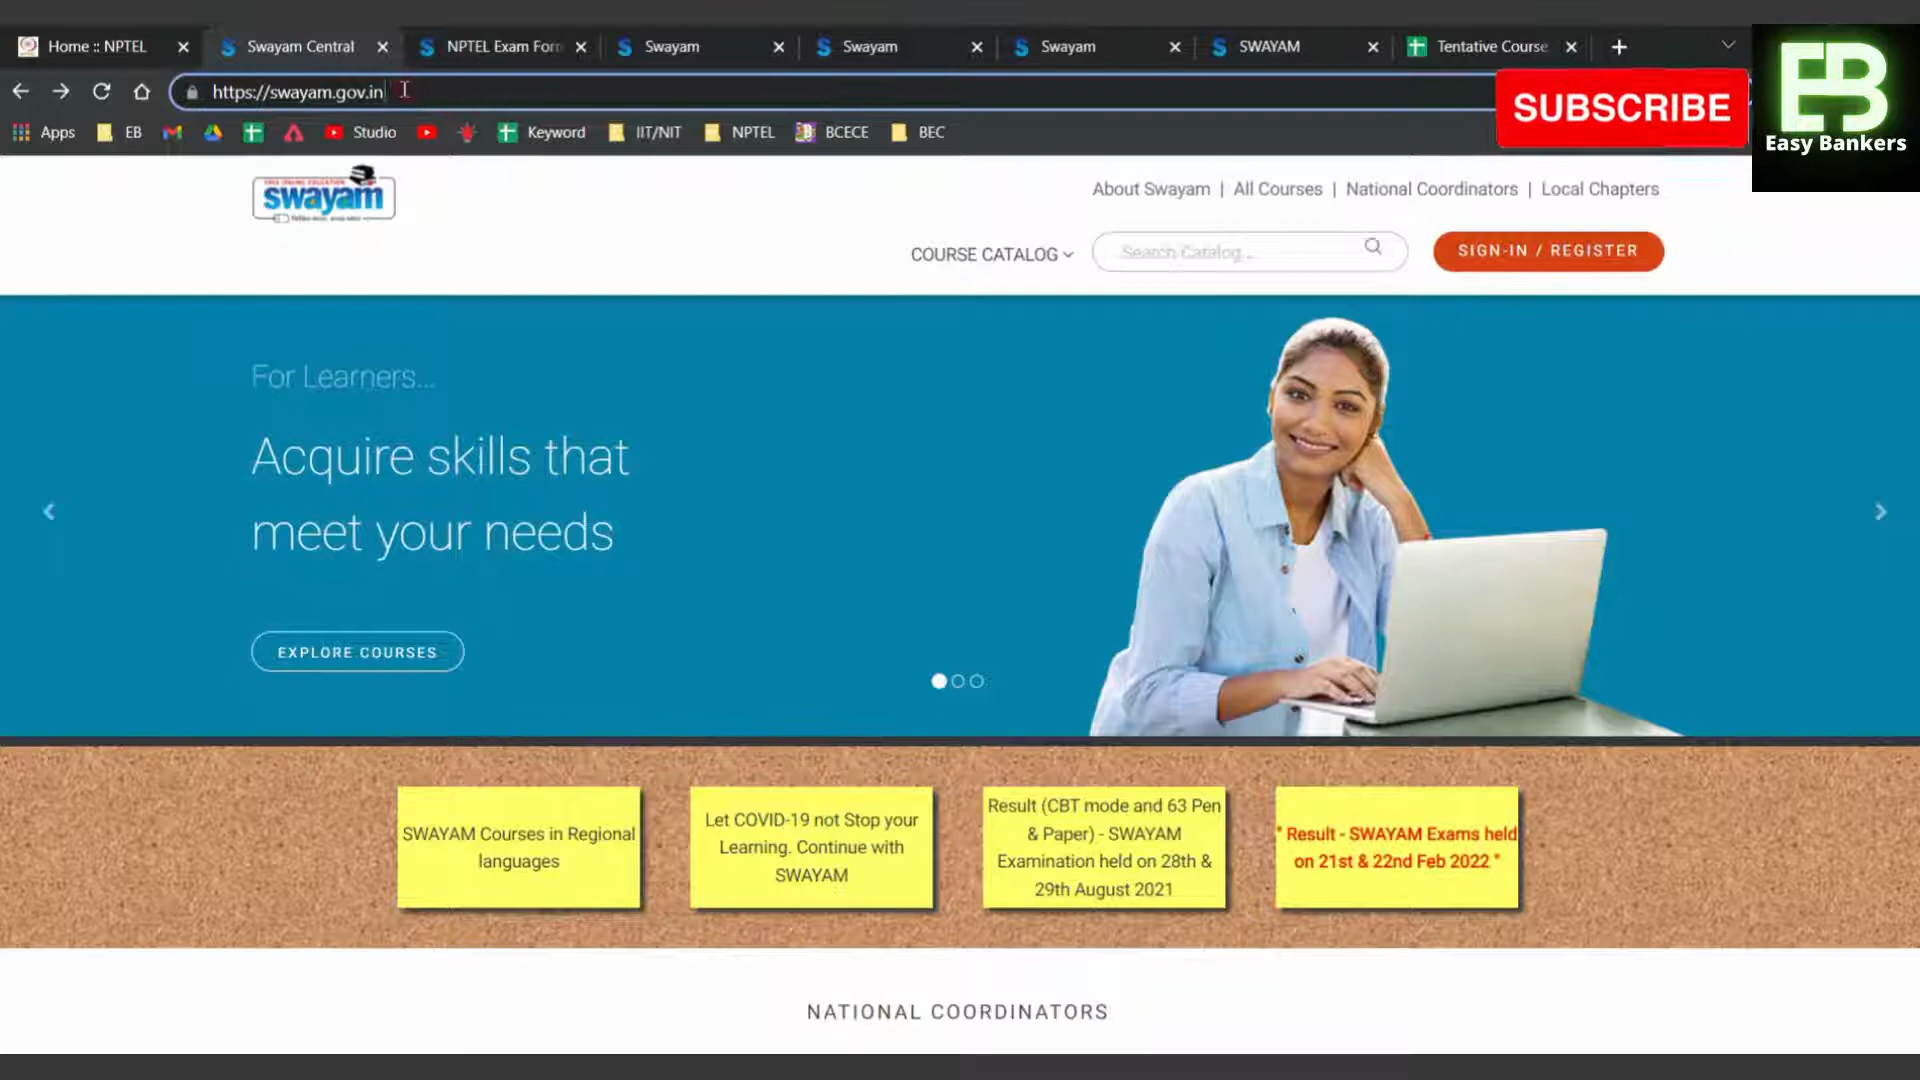 Home :: NPTEL
Swayam Central
NPTEL Exam Form
Swayam
Swayam
Swayam
SWAYAM
Tentative Course
https://swayam.gov.in
SUBSCRIBE
EB
Easy Bankers
Apps
EB
Studio
Keyword
IIT/NIT
NPTEL
BCECE
BEC
FREE ONLINE EDUCATION
swayam
About Swayam | All Courses | National Coordinators | Local Chapters
COURSE CATALOG
Search Catalog...
SIGN-IN / REGISTER
For Learners...
Acquire skills that
meet your needs
EXPLORE COURSES
SWAYAM Courses in Regional
languages
Let COVID-19 not Stop your
Learning. Continue with
SWAYAM
Result (CBT mode and 63 Pen
& Paper) - SWAYAM
Examination held on 28th &
29th August 2021
" Result - SWAYAM Exams held
on 21st & 22nd Feb 2022 "
NATIONAL COORDINATORS